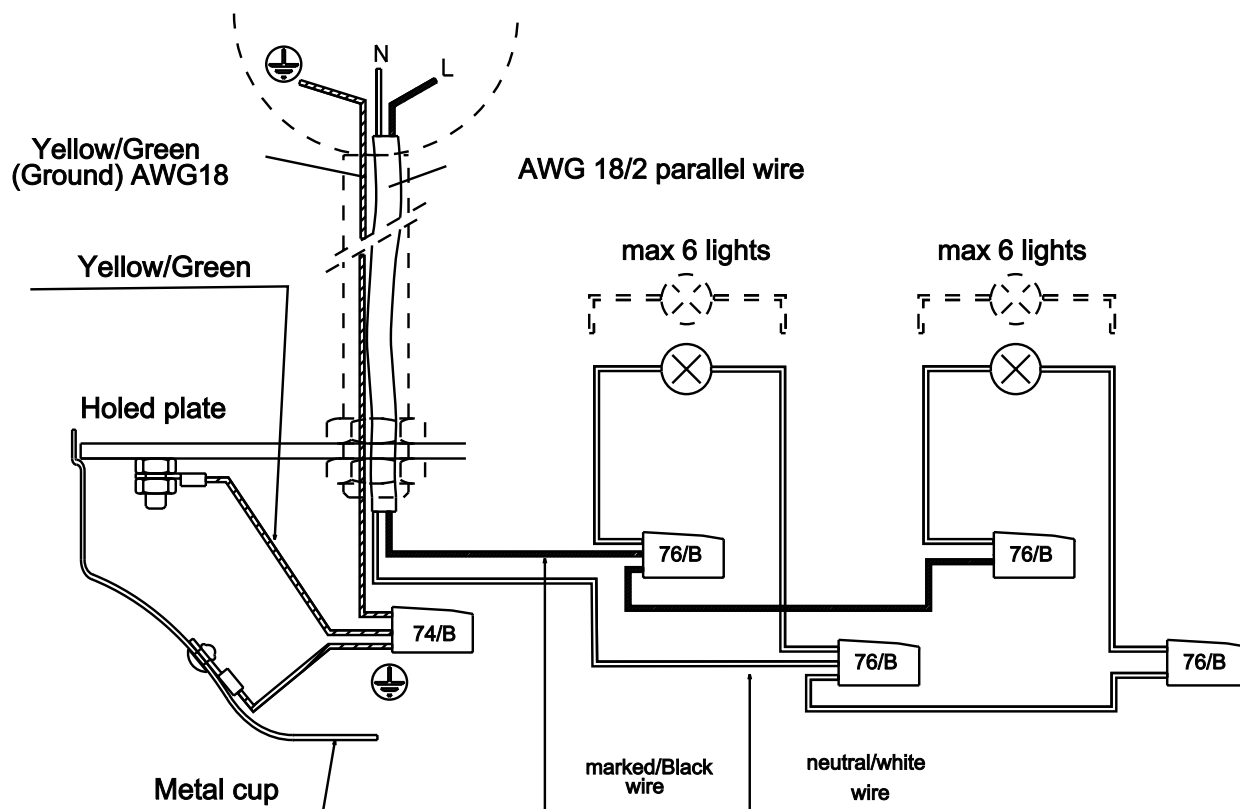 N
L
Yellow/Green
(Ground) AWG18
AWG 18/2 parallel wire
max 6 lights
max 6 lights
Yellow/Green
Holed plate
76/B
76/B
74/B
76/B
76/B
marked/Black
wire
neutral/white
wire
Metal cup